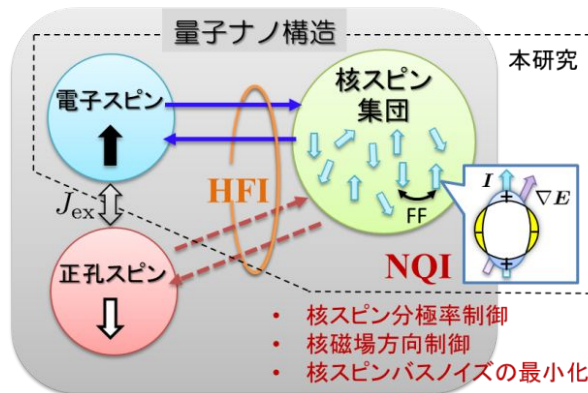 量子ナノ構造
本研究
電子スピン
核スピン
集団
HFI
FF
I
∇E
J_ex
正孔スピン
NQI
• 核スピン分極率制御
• 核磁場方向制御
• 核スピンバスノイズの最小化